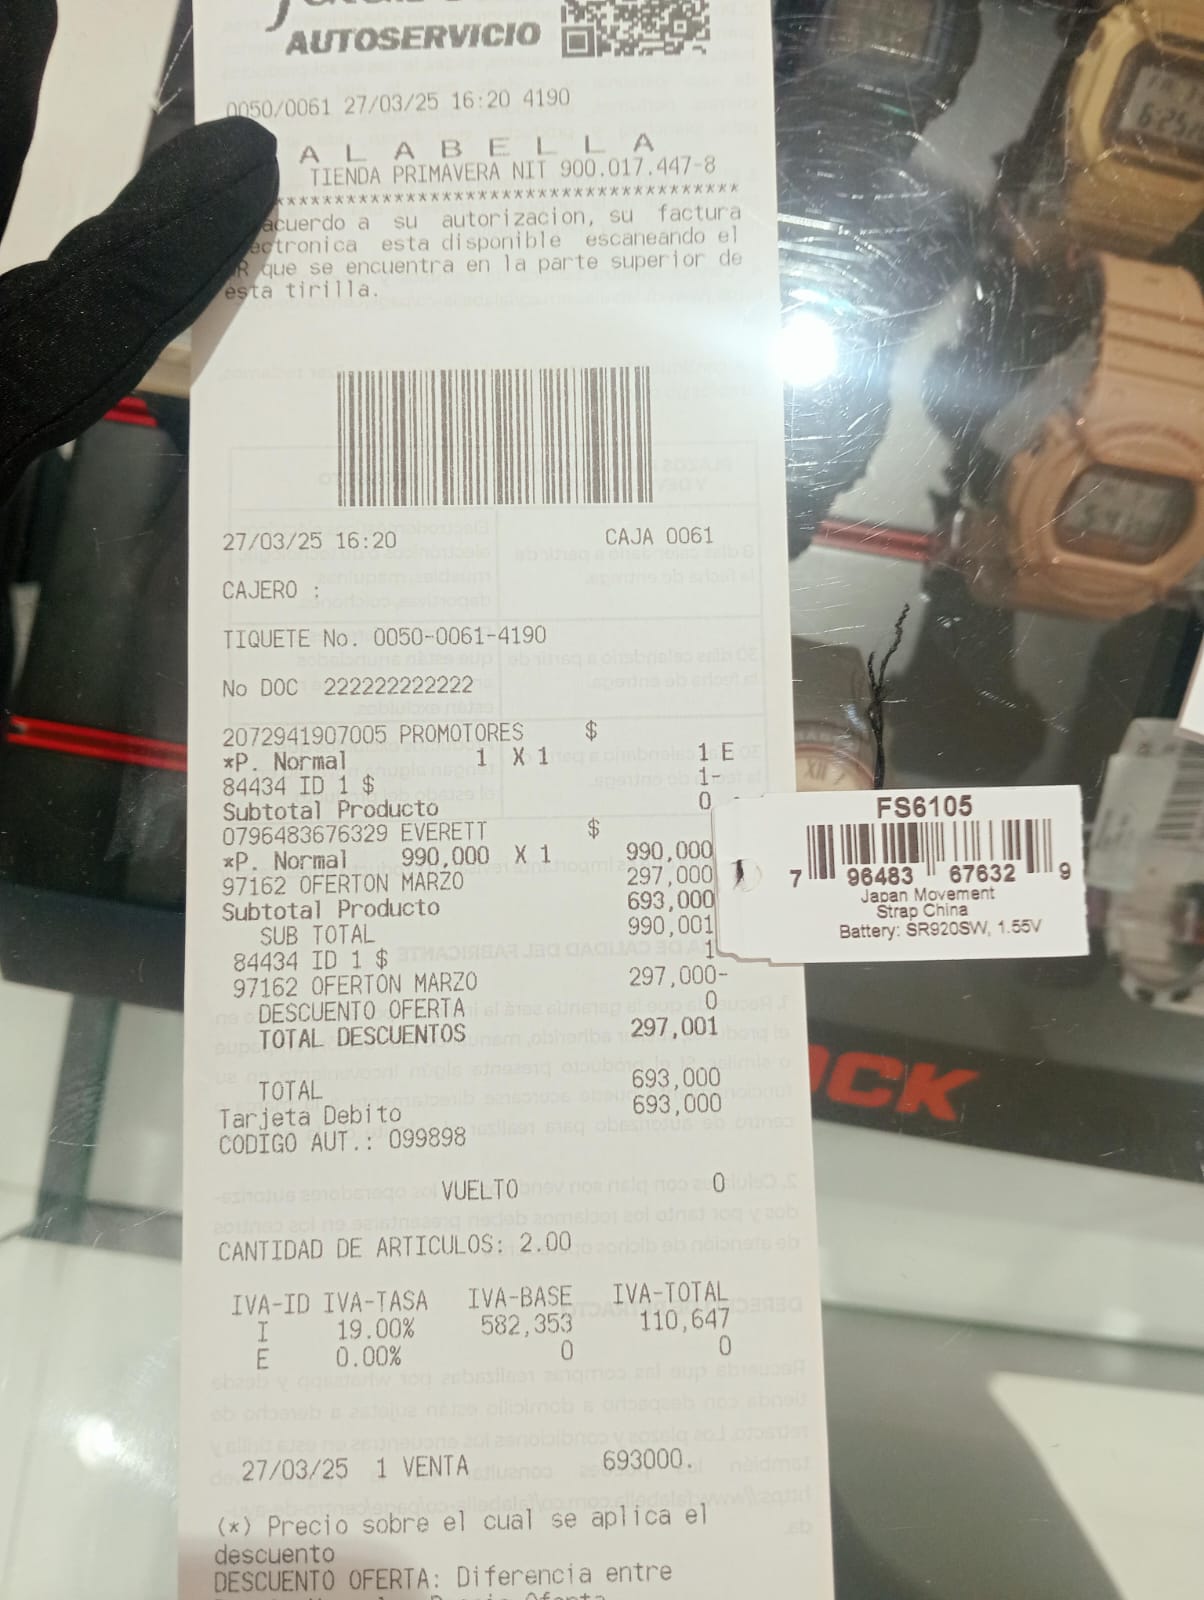 AUTOSERVICIO
0050/0061 27/03/25 16:20 4190
A L A B E L L A
TIENDA PRIMAVERA NIT 900.017.447-8
****************************************
acuerdo a su autorizacion, su factura
ectronica esta disponible escaneando el
R que se encuentra en la parte superior de
esta tirilla.
27/03/25 16:20 CAJA 0061
CAJERO :
TIQUETE No. 0050-0061-4190
No DOC 222222222222
2072941907005 PROMOTORES $
*P. Normal 1 X 1 1 E
84434 ID 1 $ 1-
Subtotal Producto 0
0796483676329 EVERETT $
*P. Normal 990,000 X 1 990,000
97162 OFERTON MARZO 297,000
Subtotal Producto 693,000
SUB TOTAL 990,001
84434 ID 1 $ 1
97162 OFERTON MARZO 297,000-
DESCUENTO OFERTA 0
TOTAL DESCUENTOS 297,001
TOTAL 693,000
Tarjeta Debito 693,000
CODIGO AUT.: 099898
VUELTO 0
CANTIDAD DE ARTICULOS: 2.00
IVA-ID IVA-TASA IVA-BASE IVA-TOTAL
I 19.00% 582,353 110,647
E 0.00% 0 0
27/03/25 1 VENTA 693000.
(*) Precio sobre el cual se aplica el
descuento
DESCUENTO OFERTA: Diferencia entre
FS6105
7 96483 67632 9
Japan Movement
Strap China
Battery: SR920SW, 1.55V
OCK
XII